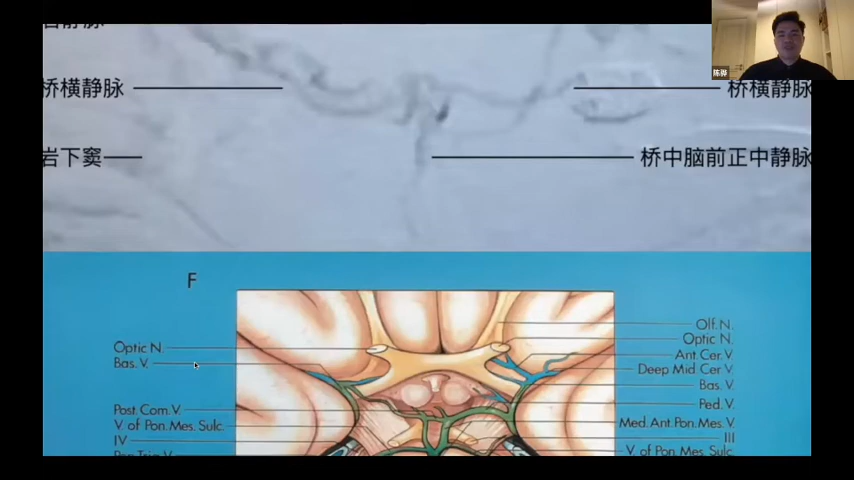 桥横静脉
桥横静脉
岩下窦
桥中脑前正中静脉
陈骅
F
Olf. N.
Optic N.
Optic N.
Ant. Cer. V.
Bas. V.
Deep Mid. Cer. V.
Bas. V.
Ped. V.
Post. Com. V.
Med. Ant. Pon. Mes. V.
V. of Pon. Mes. Sulc.
III
IV
V. of Pon. Mes. Sulc.